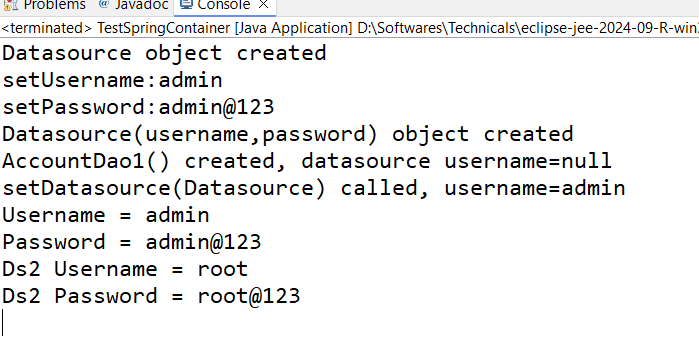 Problems @ Javadoc Console ×
<terminated> TestSpringContainer [Java Application] D:\Softwares\Technicals\eclipse-jee-2024-09-R-win
Datasource object created
setUsername:admin
setPassword:admin@123
Datasource(username,password) object created
AccountDao1() created, datasource username=null
setDatasource(Datasource) called, username=admin
Username = admin
Password = admin@123
Ds2 Username = root
Ds2 Password = root@123